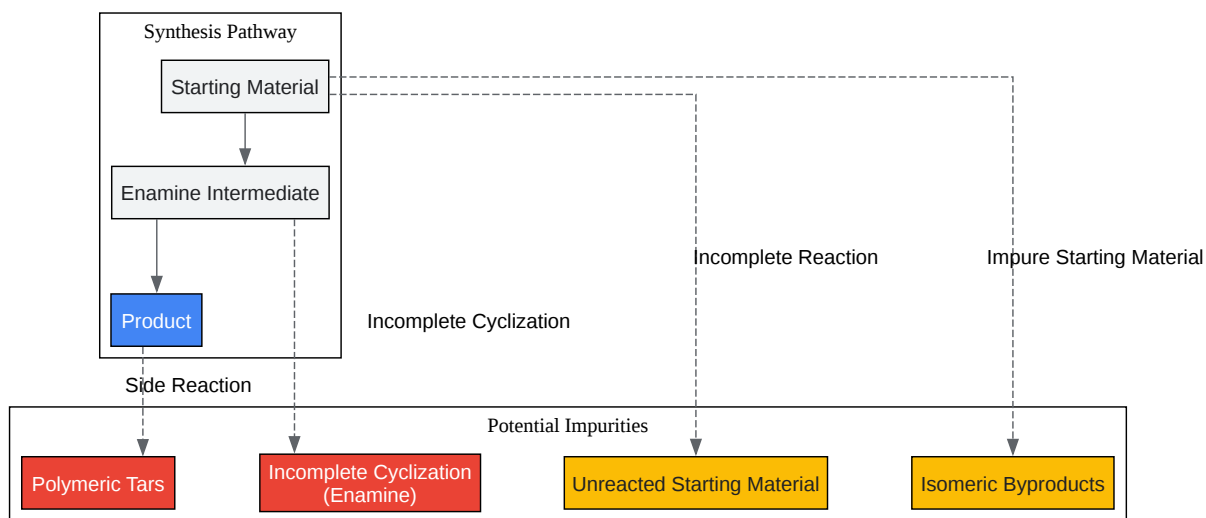 Synthesis Pathway
Starting Material
Enamine Intermediate
Incomplete Reaction
Impure Starting Material
Product
Incomplete Cyclization
Side Reaction
Potential Impurities
Polymeric Tars
Incomplete Cyclization
(Enamine)
Unreacted Starting Material
Isomeric Byproducts